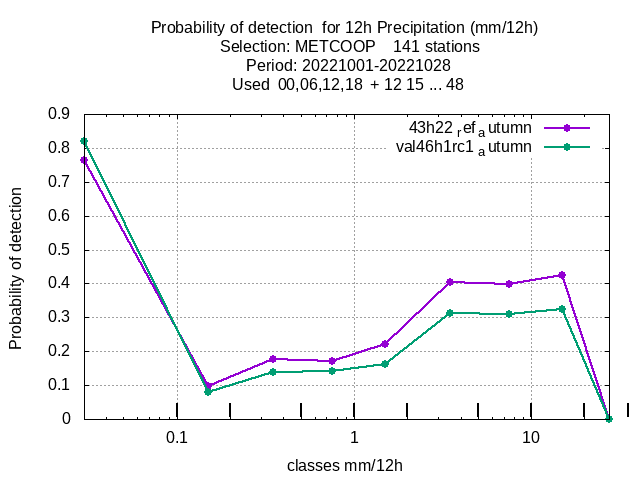 Probability of detection  for 12h Precipitation (mm/12h)
Selection: METCOOP    141 stations
Period: 20221001-20221028
Used  00,06,12,18  + 12 15 ... 48
43h22 ref a utumn
val46h1rc1 a utumn
0.9
0.8
0.7
0.6
0.5
0.4
0.3
0.2
0.1
0
Probability of detection
0.1 1 10
classes mm/12h